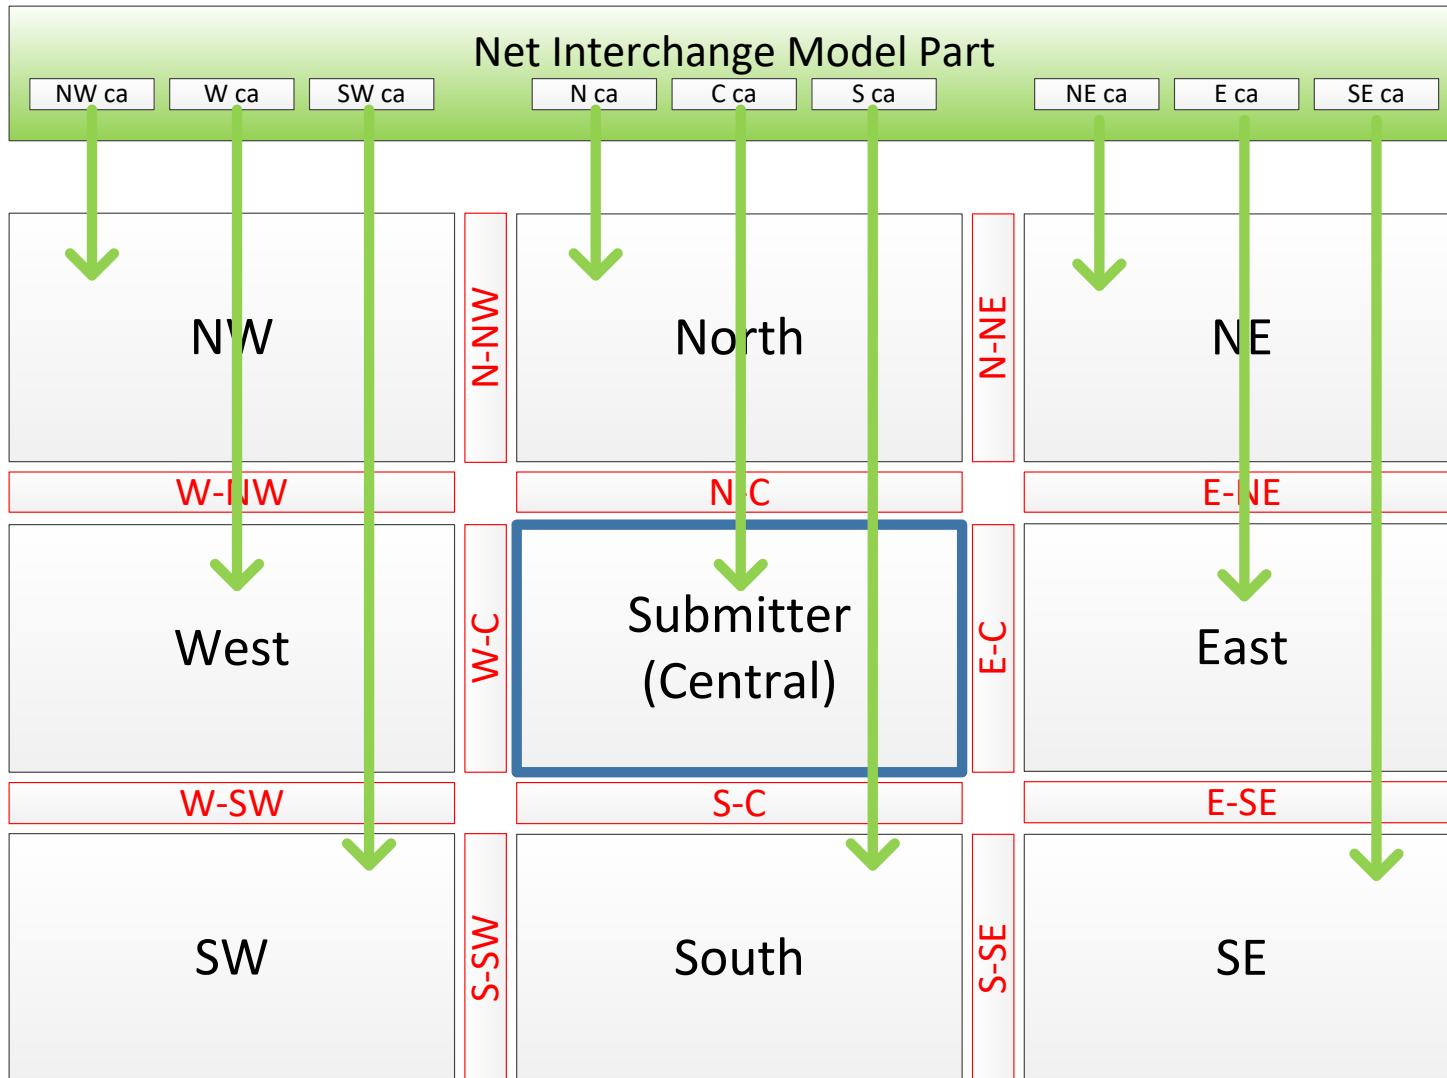 Net Interchange Model Part
NW ca
W ca
SW ca
N ca
C ca
S ca
NE ca
E ca
SE ca
NW
N-NW
North
N-NE
NE
W-NW
N-C
E-NE
West
W-C
Submitter
(Central)
E-C
East
W-SW
S-C
E-SE
SW
S-SW
South
S-SE
SE